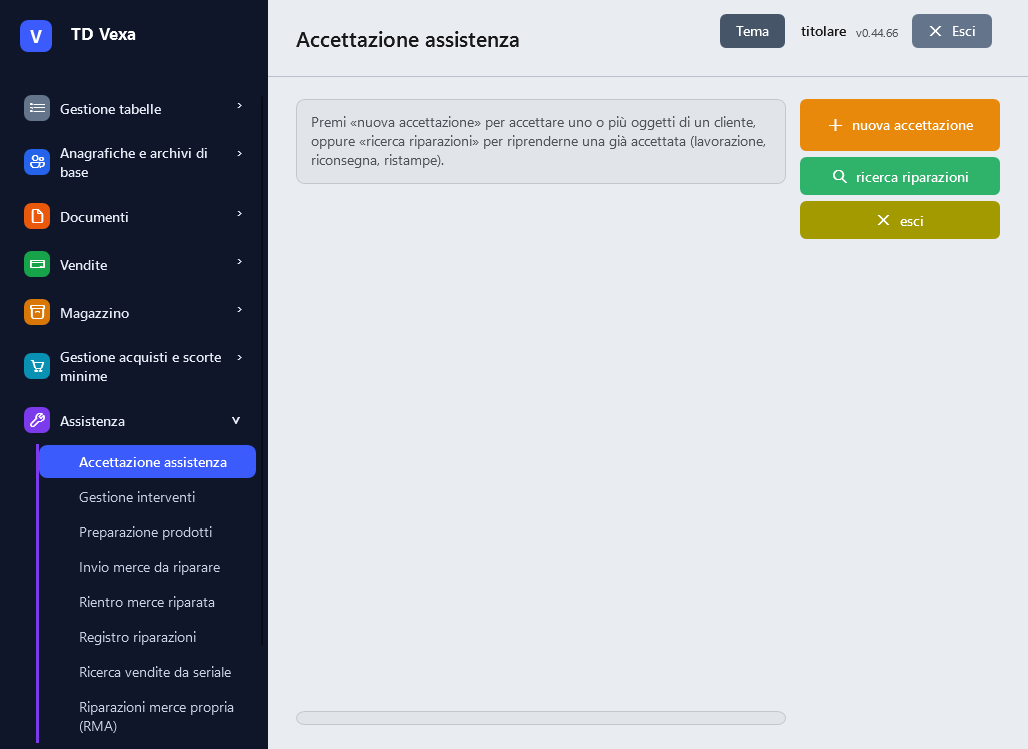 V
TD Vexa
Gestione tabelle
Anagrafiche e archivi di
base
Documenti
Vendite
Magazzino
Gestione acquisti e scorte
minime
Assistenza
Accettazione assistenza
Gestione interventi
Preparazione prodotti
Invio merce da riparare
Rientro merce riparata
Registro riparazioni
Ricerca vendite da seriale
Riparazioni merce propria
(RMA)
Accettazione assistenza
Tema
titolare v0.44.66
Esci
Premi «nuova accettazione» per accettare uno o più oggetti di un cliente,
oppure «ricerca riparazioni» per riprenderne una già accettata (lavorazione,
riconsegna, ristampe).
nuova accettazione
ricerca riparazioni
esci